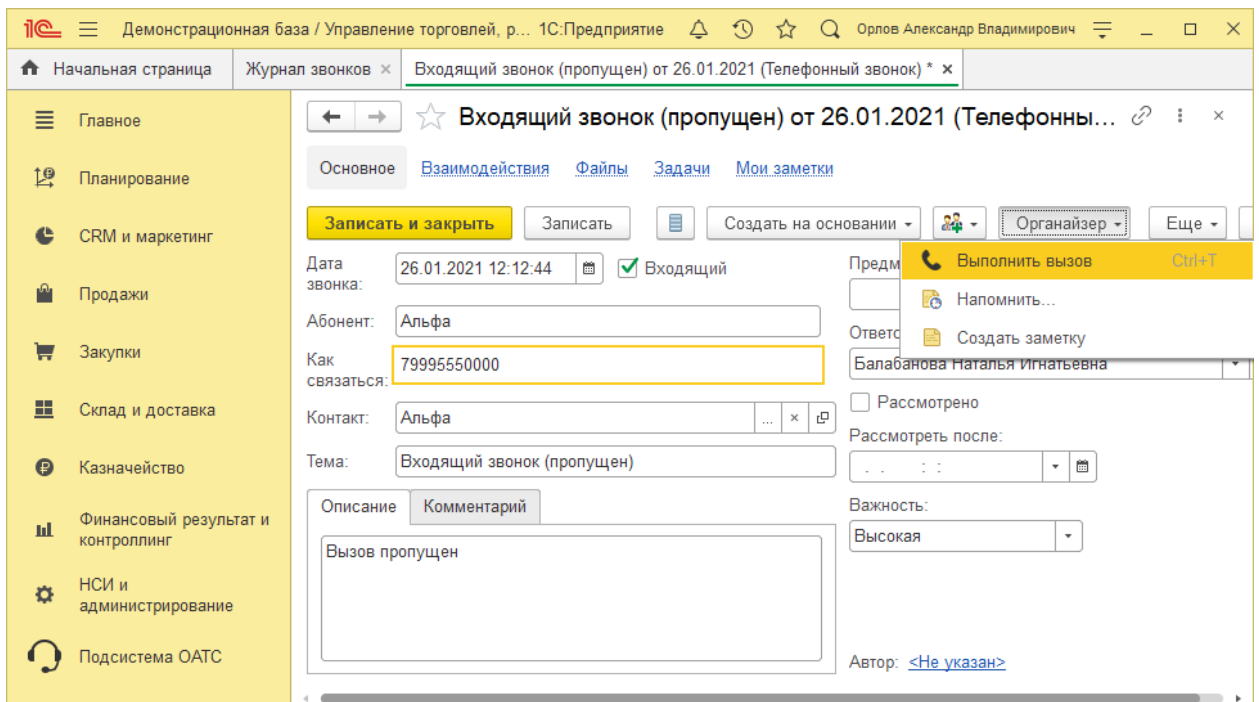 1С Демонстрационная база / Управление торговлей, р... 1С:Предприятие Орлов Александр Владимирович
Начальная страница Журнал звонков × Входящий звонок (пропущен) от 26.01.2021 (Телефонный звонок) * ×
Главное
Планирование
CRM и маркетинг
Продажи
Закупки
Склад и доставка
Казначейство
Финансовый результат и
контроллинг
НСИ и
администрирование
Подсистема ОАТС
Входящий звонок (пропущен) от 26.01.2021 (Телефонны...
Основное Взаимодействия Файлы Задачи Мои заметки
Записать и закрыть Записать Создать на основании Органайзер Еще
Выполнить вызов Ctrl+T
Напомнить...
Создать заметку
Дата
звонка:
26.01.2021 12:12:44 Входящий
Абонент: Альфа
Как
связаться:
79995550000
Контакт: Альфа ... ×
Тема: Входящий звонок (пропущен)
Описание Комментарий
Вызов пропущен
Предм
Ответс
Балабанова Наталья Игнатьевна
Рассмотрено
Рассмотреть после:
. . : :
Важность:
Высокая
Автор: <Не указан>